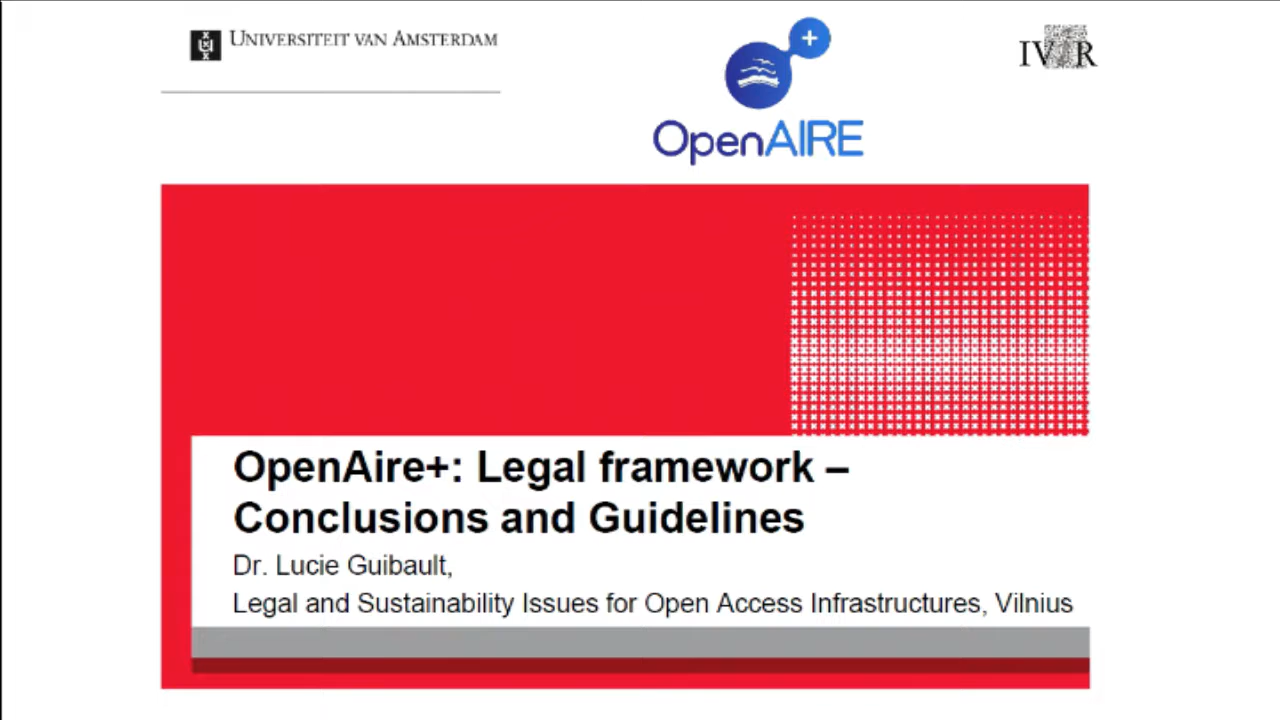 UNIVERSITEIT VAN AMSTERDAM
OpenAIRE
IViR
OpenAire+: Legal framework –
Conclusions and Guidelines
Dr. Lucie Guibault,
Legal and Sustainability Issues for Open Access Infrastructures, Vilnius